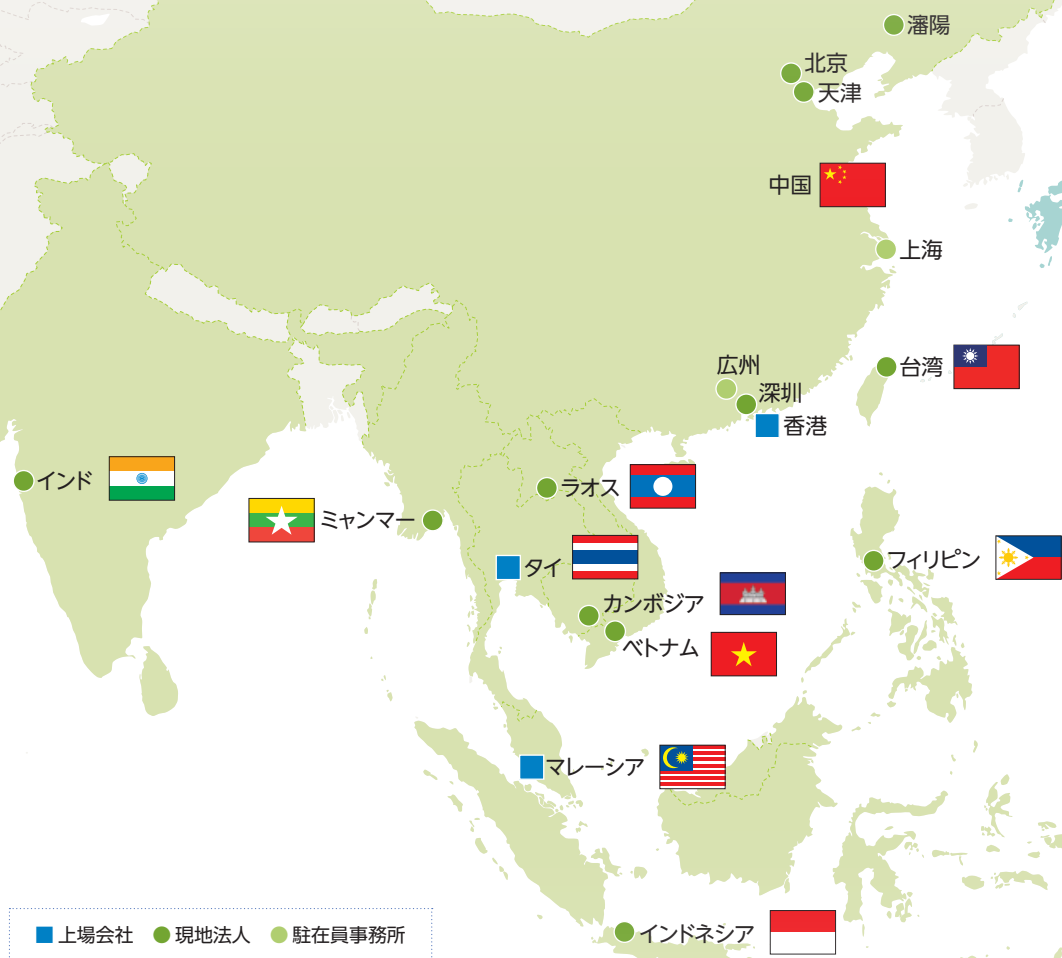 瀋陽
北京
天津
中国
上海
台湾
広州
深圳
香港
インド
ラオス
ミャンマー
タイ
フィリピン
カンボジア
ベトナム
マレーシア
インドネシア
上場会社 現地法人 駐在員事務所